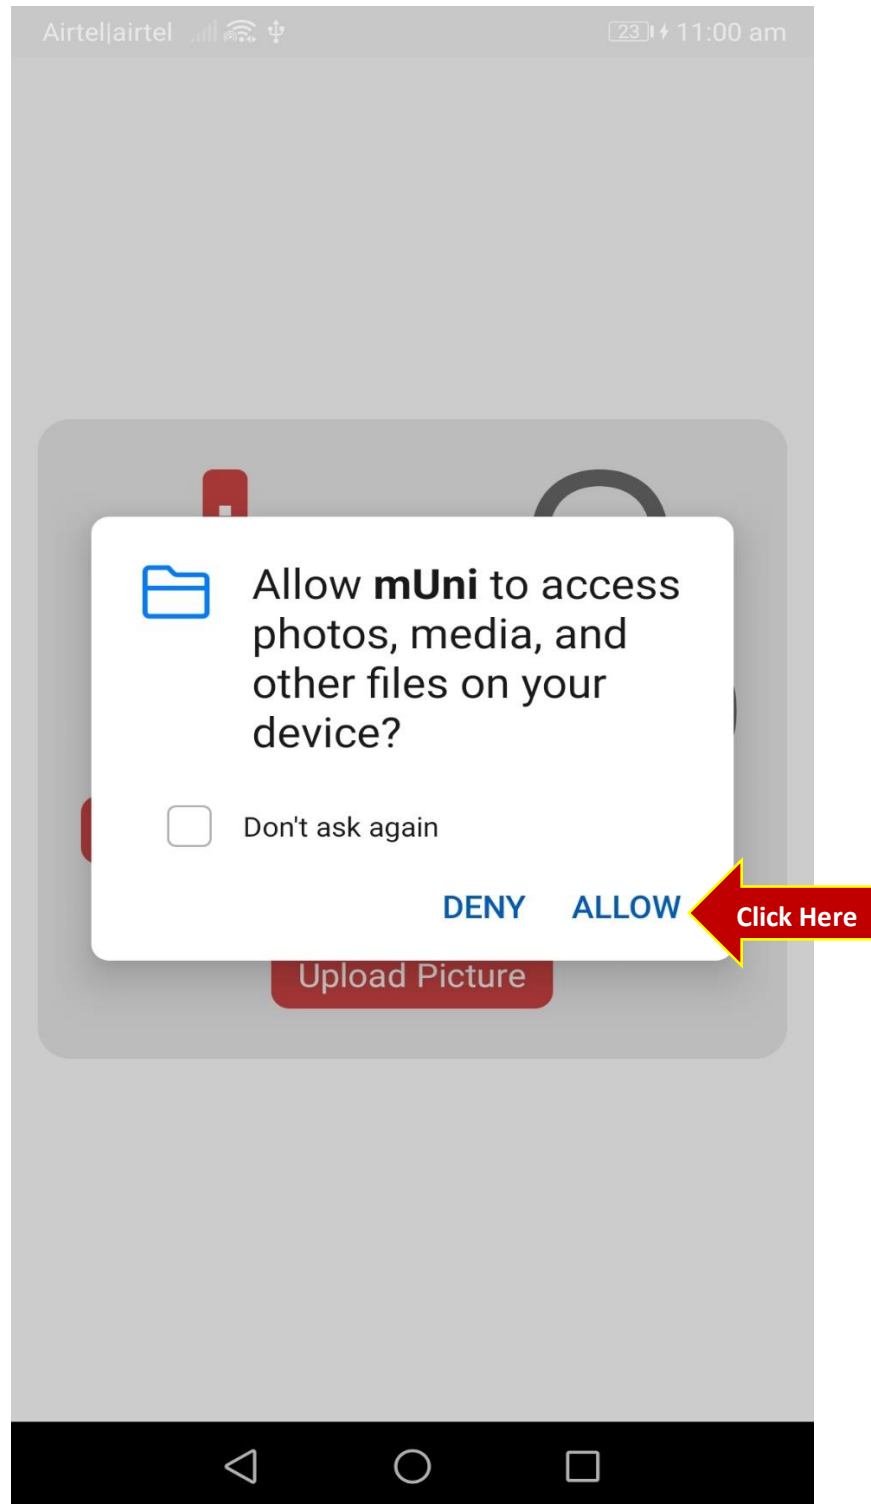 Airtel|airtel 23 11:00 am
Allow mUni to access
photos, media, and
other files on your
device?
Don't ask again
DENY ALLOW
Click Here
Upload Picture